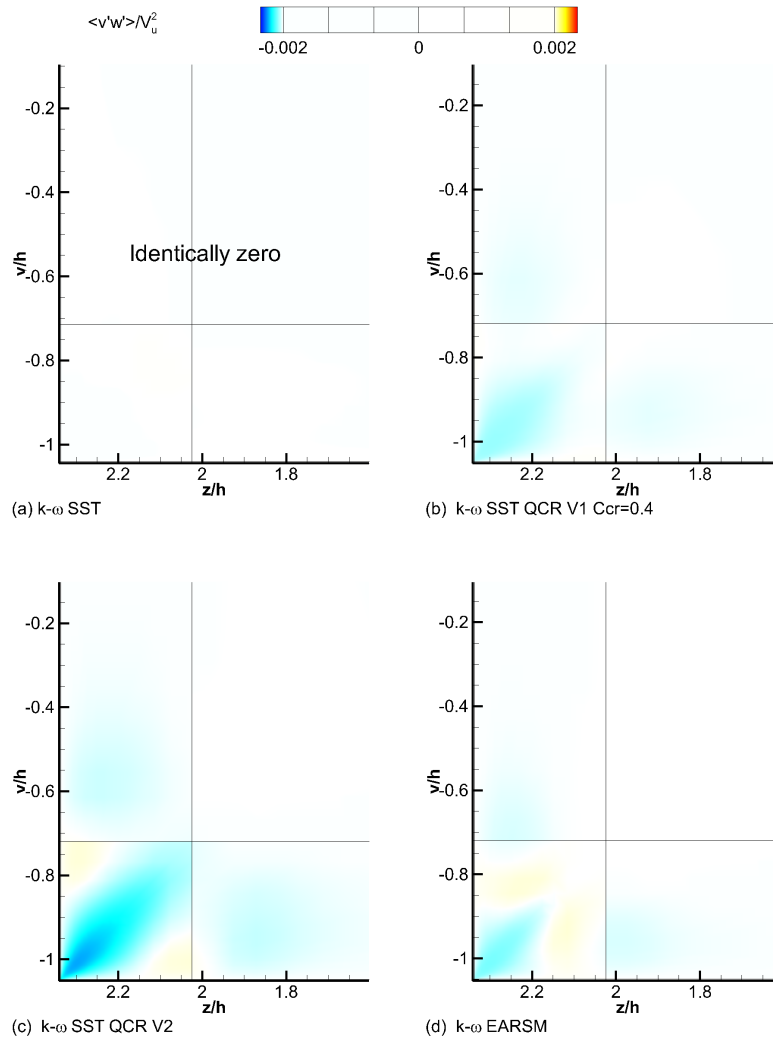 <v'w'>/V_u^2
-0.002 0 0.002
-0.2
-0.4
-0.6
-0.8
-1
y/h
Identically zero
2.2 2 1.8
z/h
(a) k-ω SST
-0.2
-0.4
-0.6
-0.8
-1
y/h
2.2 2 1.8
z/h
(b) k-ω SST QCR V1 Ccr=0.4
-0.2
-0.4
-0.6
-0.8
-1
y/h
2.2 2 1.8
z/h
(c) k-ω SST QCR V2
-0.2
-0.4
-0.6
-0.8
-1
y/h
2.2 2 1.8
z/h
(d) k-ω EARSM